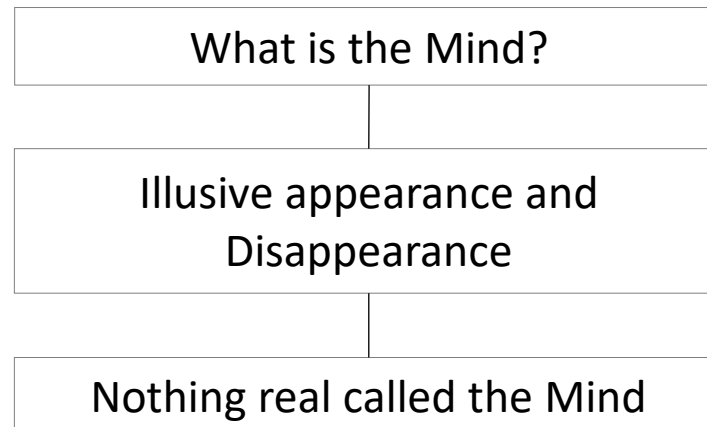 What is the Mind?
Illusive appearance and
Disappearance
Nothing real called the Mind